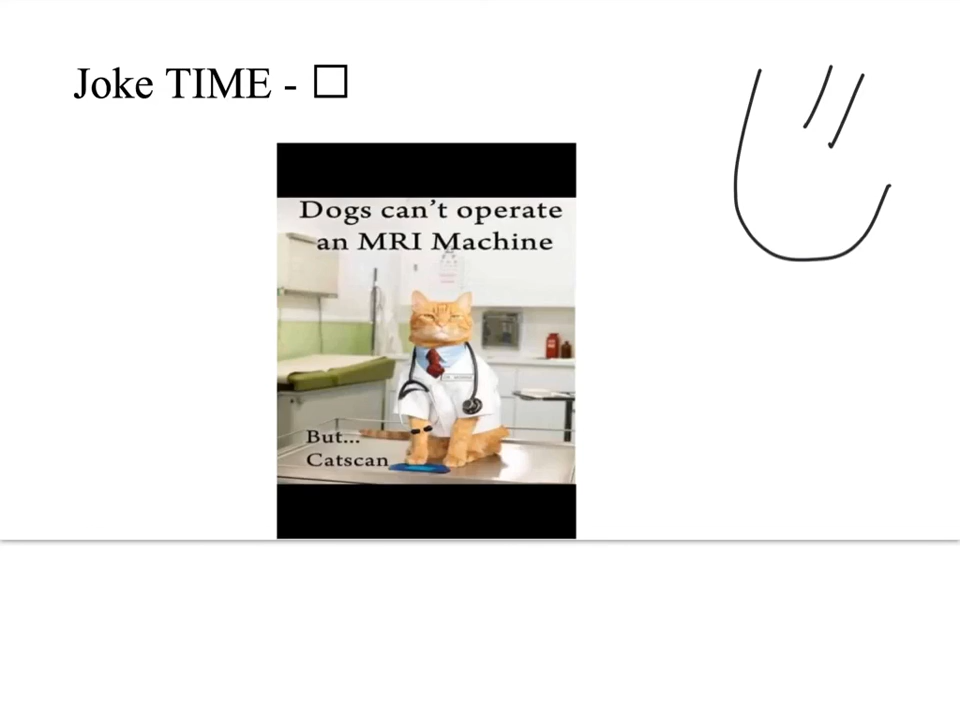 Joke TIME - □
Dogs can’t operate
an MRI Machine
But...
Catscan